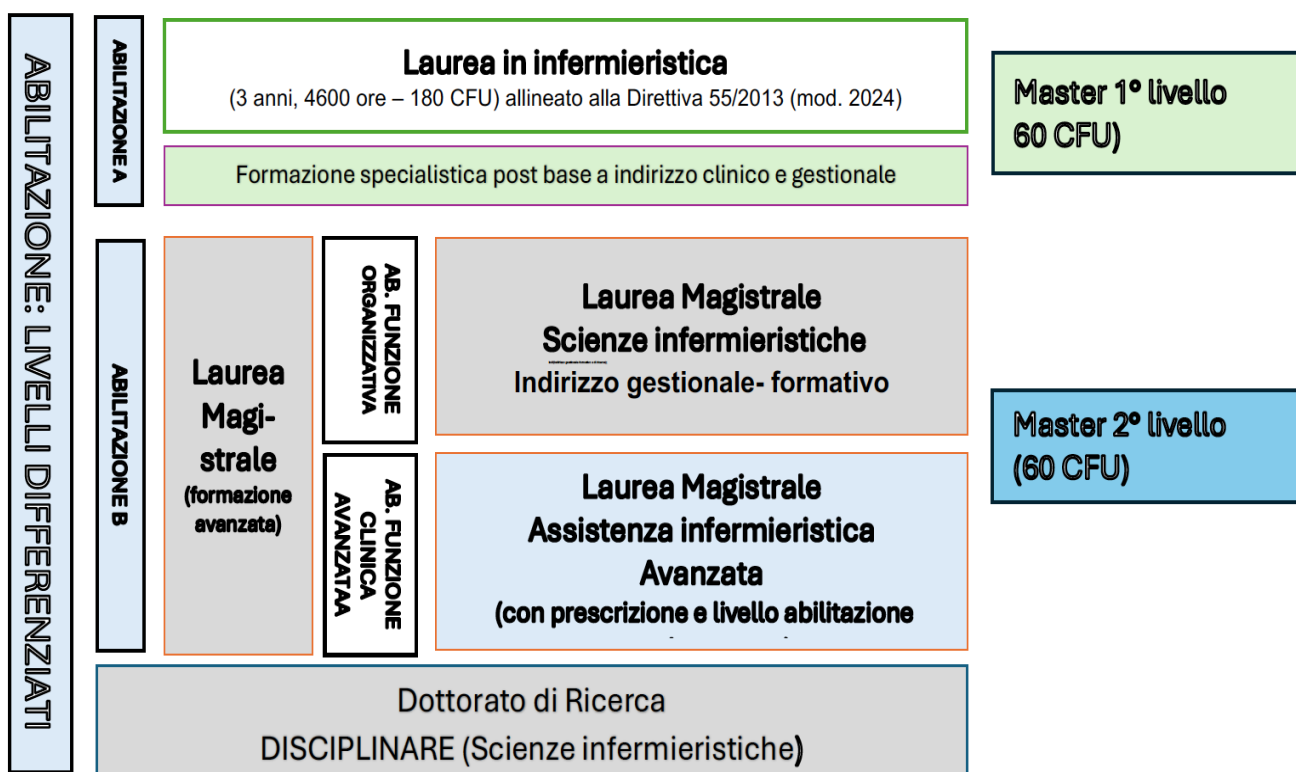 ABILITAZIONE: LIVELLI DIFFERENZIATI
ABILITAZIONE A
Laurea in infermieristica
(3 anni, 4600 ore – 180 CFU) allineato alla Direttiva 55/2013 (mod. 2024)
Formazione specialistica post base a indirizzo clinico e gestionale
Master 1° livello
60 CFU)
ABILITAZIONE B
Laurea
Magi-
strale
(formazione
avanzata)
AB. FUNZIONE
ORGANIZZATIVA
Laurea Magistrale
Scienze infermieristiche
Indirizzo gestionale- formativo
AB. FUNZIONE
CLINICA
AVANZATAA
Laurea Magistrale
Assistenza infermieristica
Avanzata
(con prescrizione e livello abilitazione
Master 2° livello
(60 CFU)
Dottorato di Ricerca
DISCIPLINARE (Scienze infermieristiche)